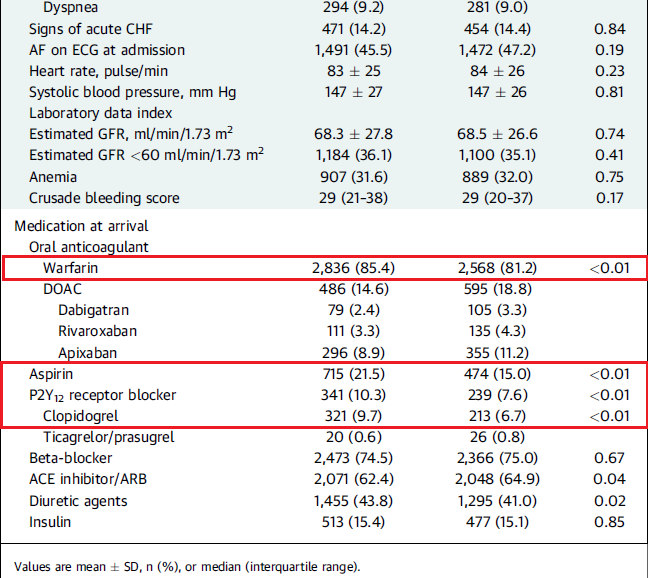 Dyspnea 294 (9.2) 281 (9.0)
Signs of acute CHF 471 (14.2) 454 (14.4) 0.84
AF on ECG at admission 1,491 (45.5) 1,472 (47.2) 0.19
Heart rate, pulse/min 83 ± 25 84 ± 26 0.23
Systolic blood pressure, mm Hg 147 ± 27 147 ± 26 0.81
Laboratory data index
Estimated GFR, ml/min/1.73 m² 68.3 ± 27.8 68.5 ± 26.6 0.74
Estimated GFR <60 ml/min/1.73 m² 1,184 (36.1) 1,100 (35.1) 0.41
Anemia 907 (31.6) 889 (32.0) 0.75
Crusade bleeding score 29 (21–38) 29 (20–37) 0.17
Medication at arrival
Oral anticoagulant
Warfarin 2,836 (85.4) 2,568 (81.2) <0.01
DOAC 486 (14.6) 595 (18.8)
Dabigatran 79 (2.4) 105 (3.3)
Rivaroxaban 111 (3.3) 135 (4.3)
Apixaban 296 (8.9) 355 (11.2)
Aspirin 715 (21.5) 474 (15.0) <0.01
P2Y₁₂ receptor blocker 341 (10.3) 239 (7.6) <0.01
Clopidogrel 321 (9.7) 213 (6.7) <0.01
Ticagrelor/prasugrel 20 (0.6) 26 (0.8)
Beta-blocker 2,473 (74.5) 2,366 (75.0) 0.67
ACE inhibitor/ARB 2,071 (62.4) 2,048 (64.9) 0.04
Diuretic agents 1,455 (43.8) 1,295 (41.0) 0.02
Insulin 513 (15.4) 477 (15.1) 0.85
Values are mean ± SD, n (%), or median (interquartile range).